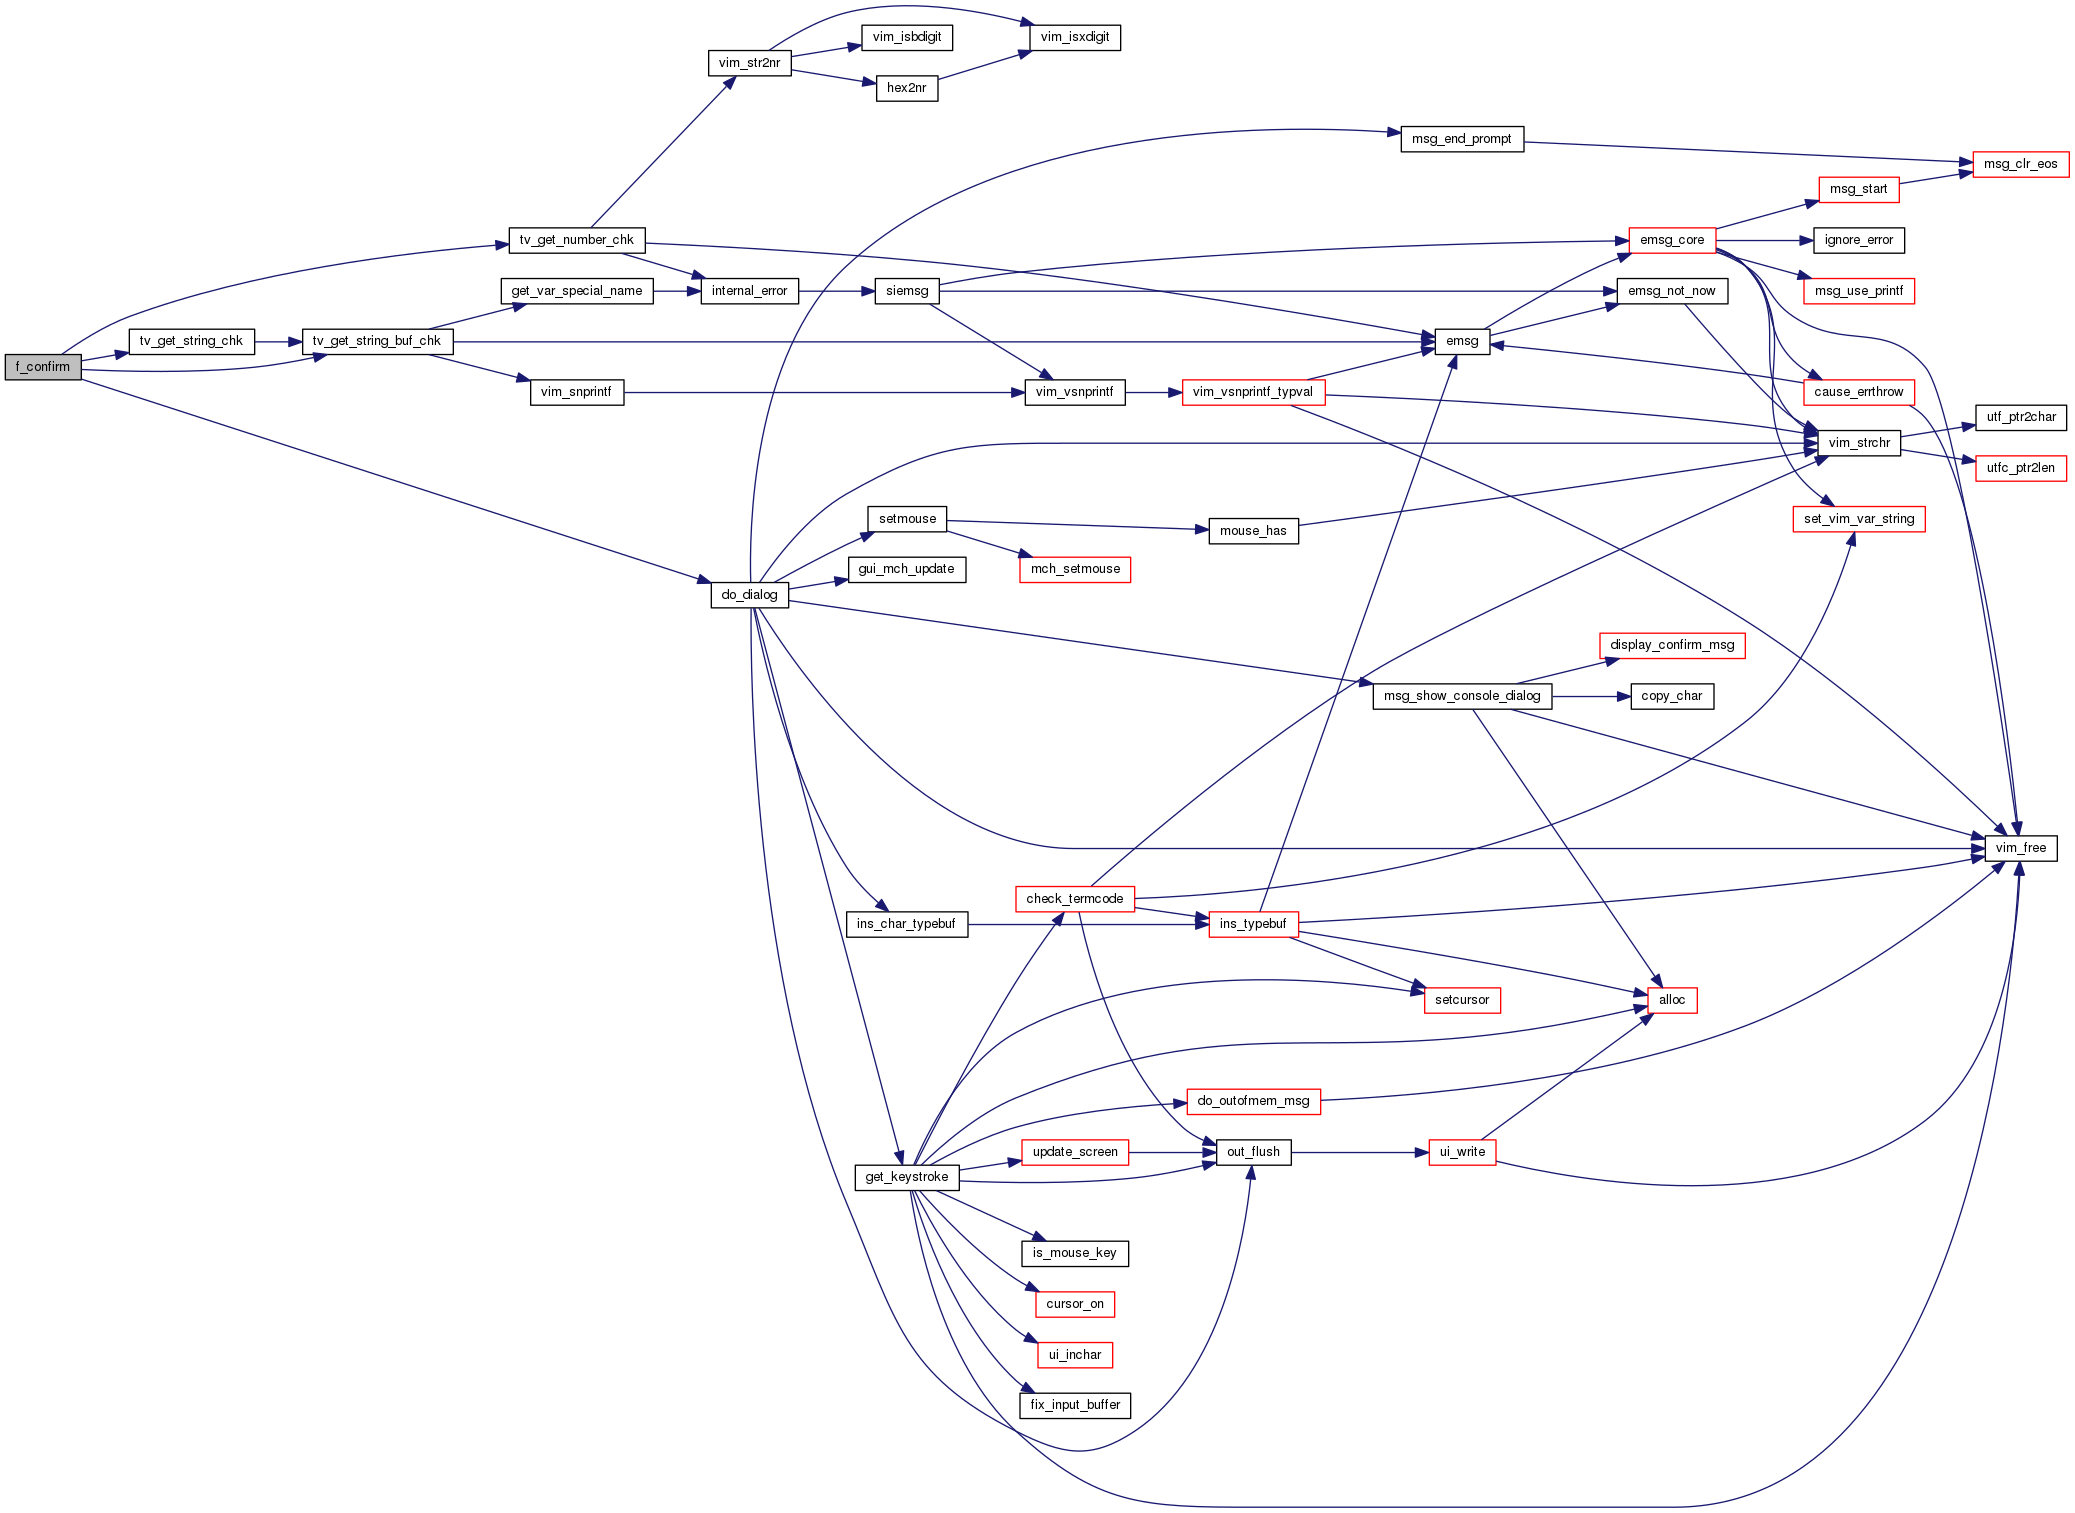 vim_isbdigit
vim_isxdigit
vim_str2nr
hex2nr
msg_end_prompt
msg_clr_eos
msg_start
tv_get_number_chk
emsg_core
ignore_error
get_var_special_name
internal_error
siemsg
emsg_not_now
msg_use_printf
tv_get_string_chk
tv_get_string_buf_chk
emsg
f_confirm
vim_snprintf
vim_vsnprintf
vim_vsnprintf_typval
cause_errthrow
utf_ptr2char
vim_strchr
utfc_ptr2len
setmouse
mouse_has
set_vim_var_string
gui_mch_update
mch_setmouse
do_dialog
display_confirm_msg
msg_show_console_dialog
copy_char
vim_free
check_termcode
ins_char_typebuf
ins_typebuf
setcursor
alloc
do_outofmem_msg
update_screen
out_flush
ui_write
get_keystroke
is_mouse_key
cursor_on
ui_inchar
fix_input_buffer